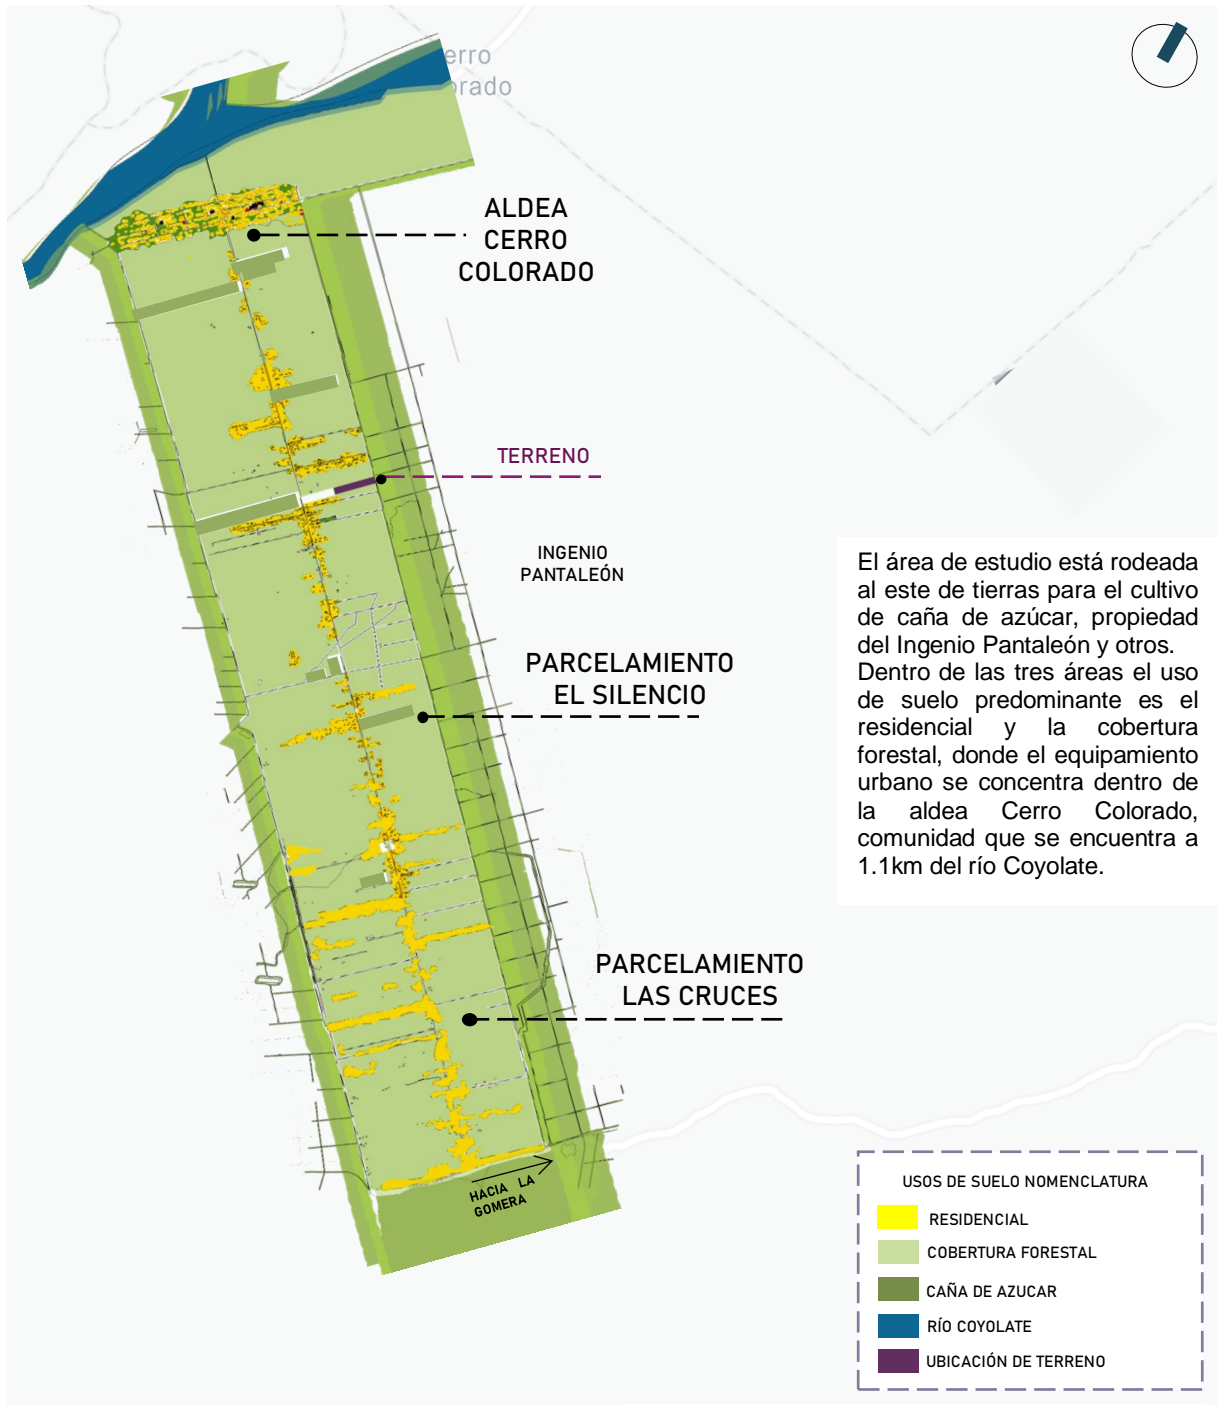 erro
orado
ALDEA
CERRO
COLORADO
TERRENO
INGENIO
PANTALEÓN
PARCELAMIENTO
EL SILENCIO
El área de estudio está rodeada
al este de tierras para el cultivo
de caña de azúcar, propiedad
del Ingenio Pantaleón y otros.
Dentro de las tres áreas el uso
de suelo predominante es el
residencial y la cobertura
forestal, donde el equipamiento
urbano se concentra dentro de
la aldea Cerro Colorado,
comunidad que se encuentra a
1.1km del río Coyolate.
PARCELAMIENTO
LAS CRUCES
HACIA LA
GOMERA
USOS DE SUELO NOMENCLATURA
RESIDENCIAL
COBERTURA FORESTAL
CAÑA DE AZUCAR
RÍO COYOLATE
UBICACIÓN DE TERRENO